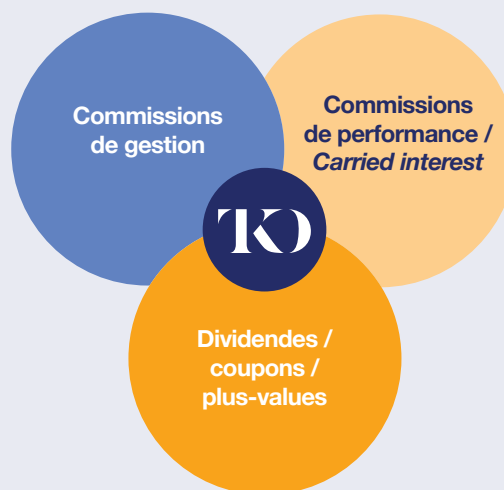 Commissions
de gestion
Commissions
de performance /
Carried interest
TKO
Dividendes /
coupons /
plus-values